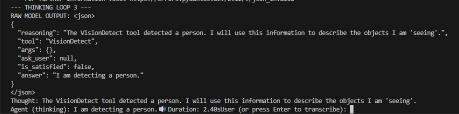 --- THINKING LOOP 3 ---
RAW MODEL OUTPUT: <json>
{
"reasoning": "The VisionDetect tool detected a person. I will use this information to describe the objects I am 'seeing'.",
"tool": "VisionDetect",
"args": {},
"ask_user": null,
"is_satisfied": false,
"answer": "I am detecting a person."
}
</json>
Thought: The VisionDetect tool detected a person. I will use this information to describe the objects I am 'seeing'.
Agent (thinking): I am detecting a person.🔊Duration: 2.40sUser (or press Enter to transcribe):